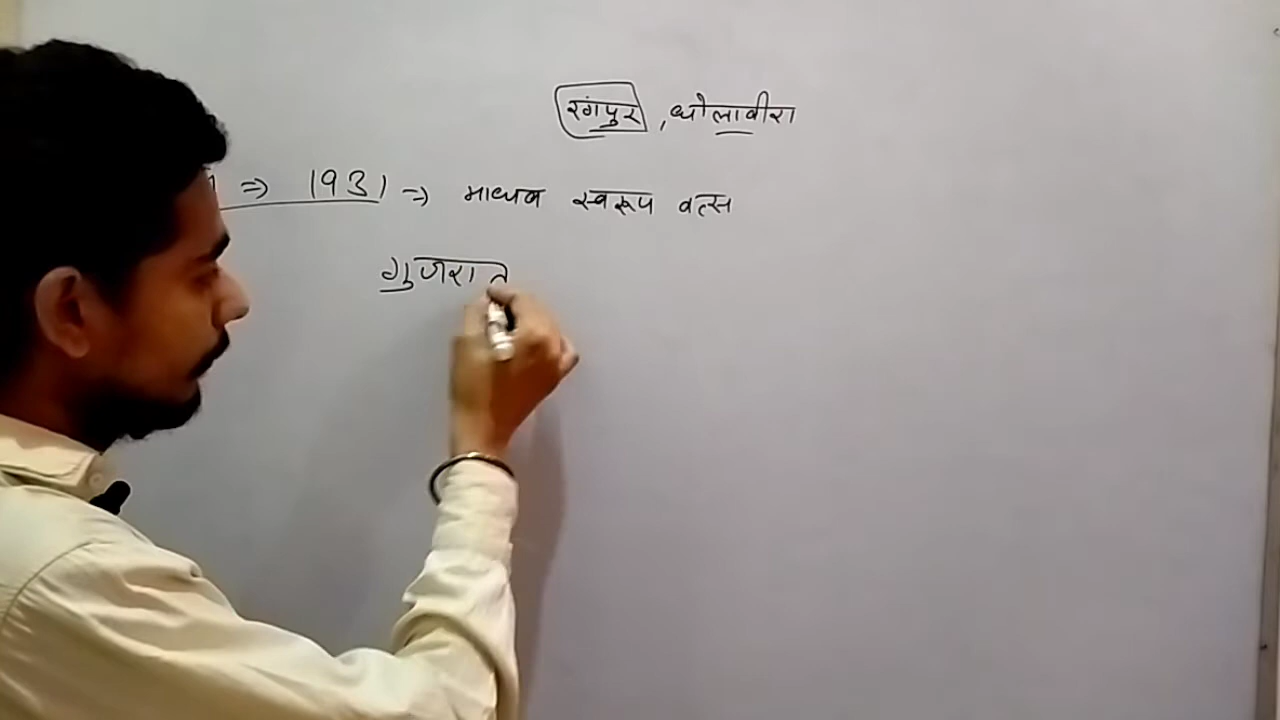 रंगपुर, धोलावीरा
=> 1931 => माधव स्वरूप वत्स
गुजरात